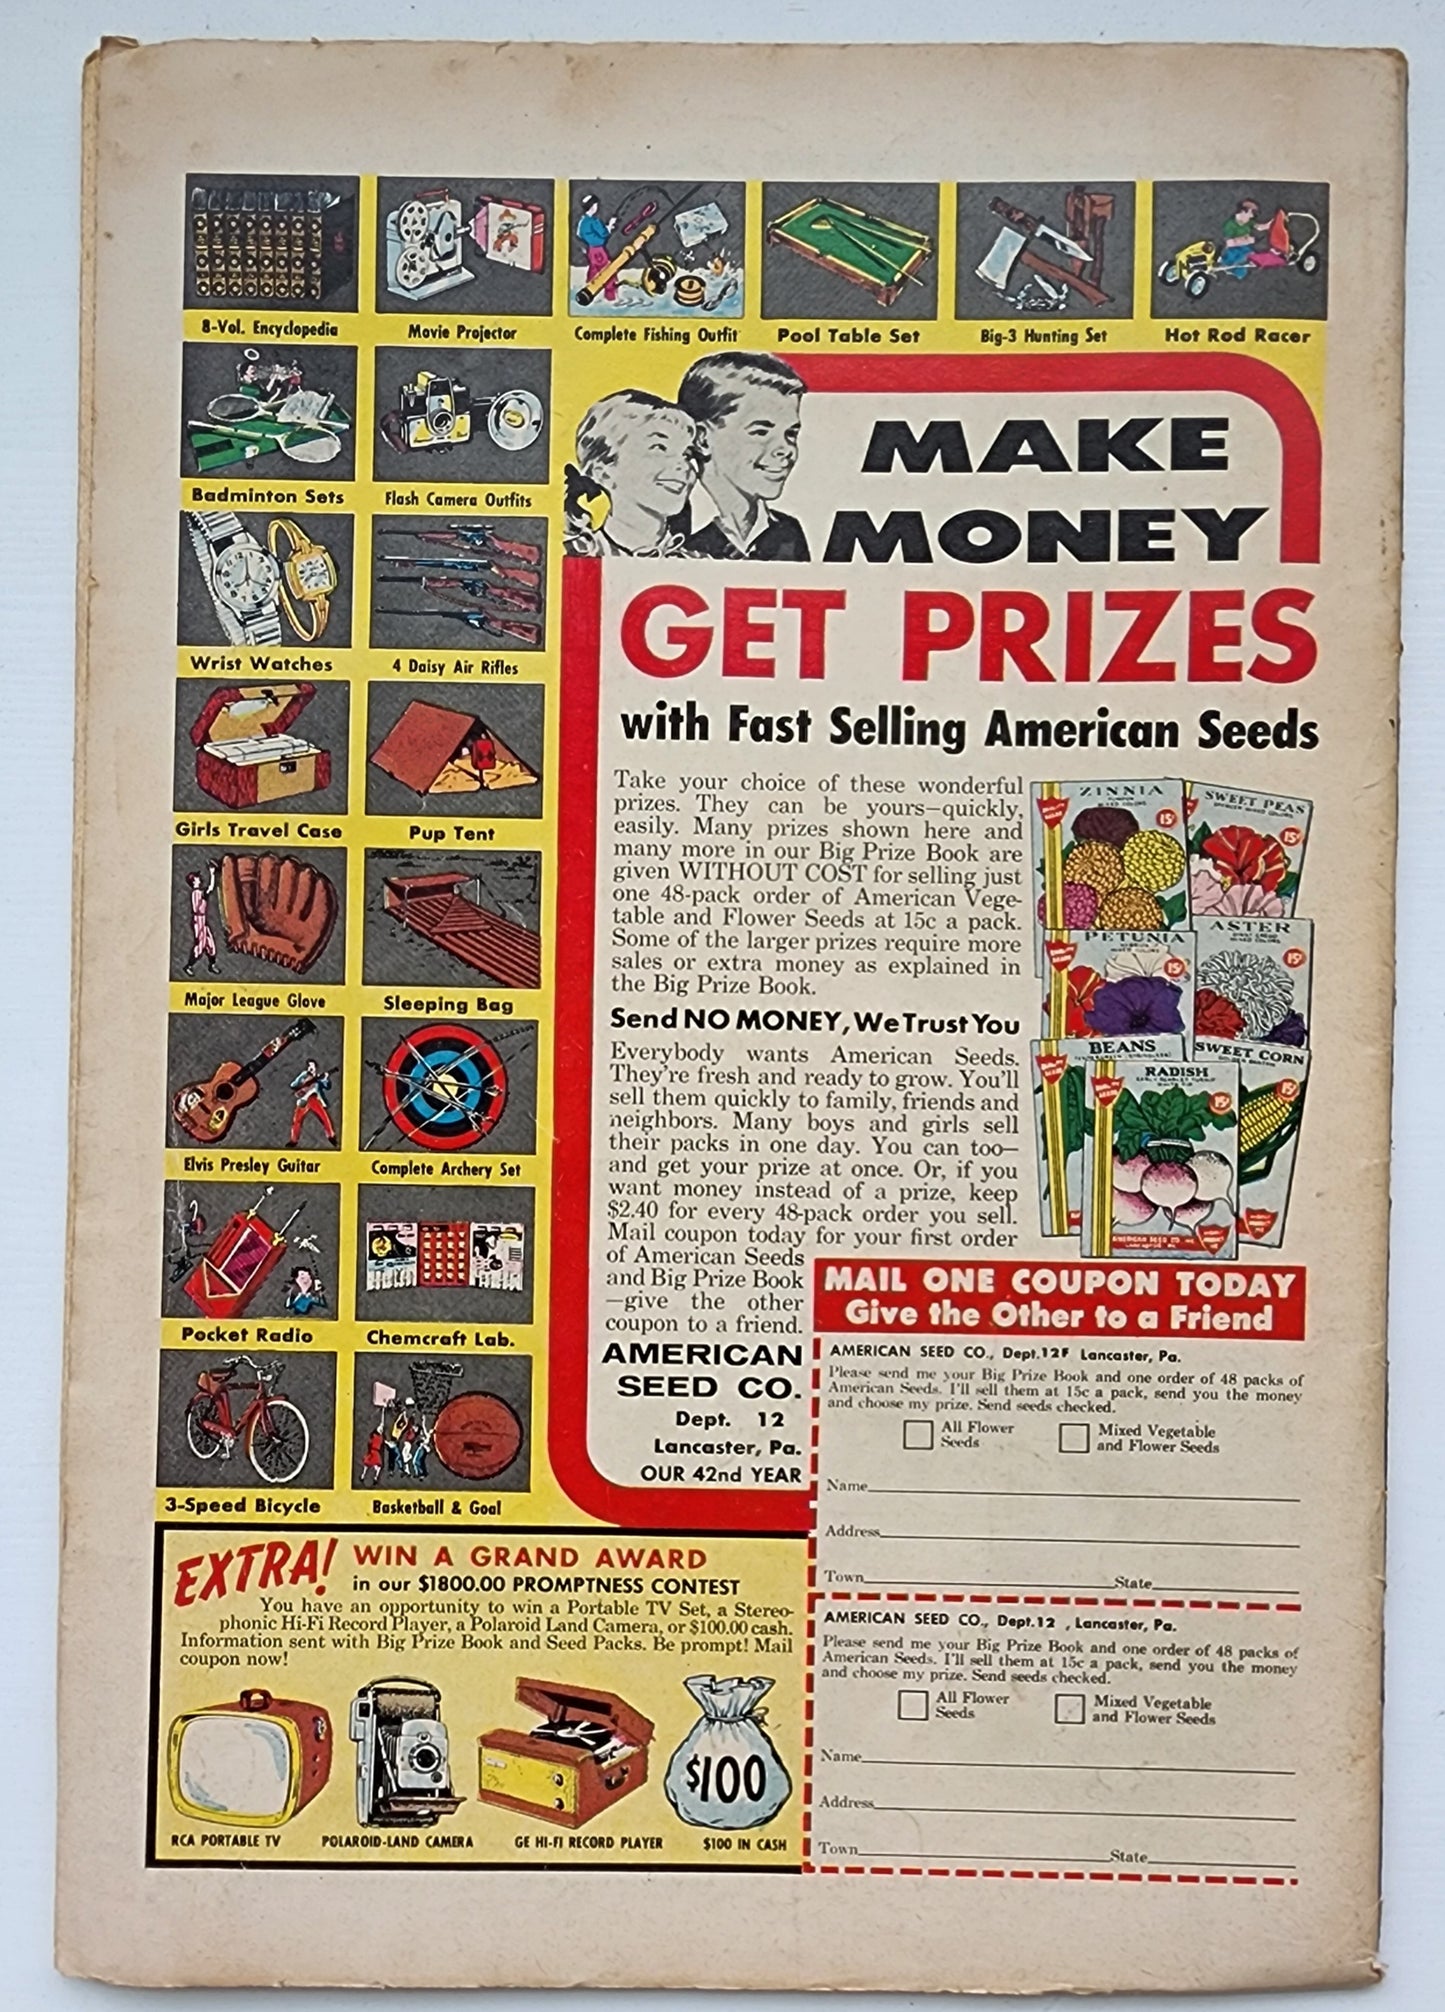 8-Vol. Encyclopedia
Movie Projector
Complete Fishing Outfit
Pool Table Set
Big-3 Hunting Set
Hot Rod Racer
Badminton Sets
Flash Camera Outfits
Wrist Watches
4 Daisy Air Rifles
Girls Travel Case
Pup Tent
Major League Glove
Sleeping Bag
Elvis Presley Guitar
Complete Archery Set
Pocket Radio
Chemcraft Lab.
3-Speed Bicycle
Basketball & Goal
MAKE
MONEY
GET PRIZES
with Fast Selling American Seeds
Take your choice of these wonderful
prizes. They can be yours—quickly,
easily. Many prizes shown here and
many more in our Big Prize Book are
given WITHOUT COST for selling just
one 48-pack order of American Vege-
table and Flower Seeds at 15c a pack.
Some of the larger prizes require more
sales or extra money as explained in
the Big Prize Book.
Send NO MONEY, We Trust You
Everybody wants American Seeds.
They're fresh and ready to grow. You'll
sell them quickly to family, friends and
neighbors. Many boys and girls sell
their packs in one day. You can too—
and get your prize at once. Or, if you
want money instead of a prize, keep
$2.40 for every 48-pack order you sell.
Mail coupon today for your first order
of American Seeds
and Big Prize Book
—give the other
coupon to a friend.
AMERICAN
SEED CO.
Dept. 12
Lancaster, Pa.
OUR 42nd YEAR
ZINNIA
MIXED COLORS
15¢
SWEET PEAS
MIXED COLORS
15¢
PETUNIA
MIXED COLORS
15¢
ASTER
MIXED COLORS
15¢
BEANS
SWEET CORN
15¢
RADISH
15¢
AMERICAN SEED CO.
LANCASTER, PA.
MAIL ONE COUPON TODAY
Give the Other to a Friend
AMERICAN SEED CO., Dept.12F Lancaster, Pa.
Please send me your Big Prize Book and one order of 48 packs of
American Seeds. I'll sell them at 15c a pack, send you the money
and choose my prize. Send seeds checked.
All Flower
Seeds
Mixed Vegetable
and Flower Seeds
Name
Address
Town State
AMERICAN SEED CO., Dept.12 , Lancaster, Pa.
Please send me your Big Prize Book and one order of 48 packs of
American Seeds. I'll sell them at 15c a pack, send you the money
and choose my prize. Send seeds checked.
All Flower
Seeds
Mixed Vegetable
and Flower Seeds
Name
Address
Town State
EXTRA! WIN A GRAND AWARD
in our $1800.00 PROMPTNESS CONTEST
You have an opportunity to win a Portable TV Set, a Stereo-
phonic Hi-Fi Record Player, a Polaroid Land Camera, or $100.00 cash.
Information sent with Big Prize Book and Seed Packs. Be prompt! Mail
coupon now!
$100
RCA PORTABLE TV
POLAROID-LAND CAMERA
GE HI-FI RECORD PLAYER
$100 IN CASH